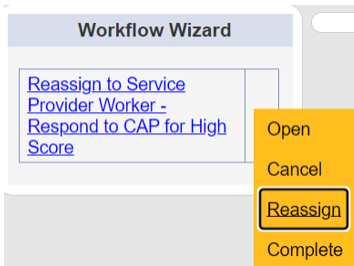 Workflow Wizard
Reassign to Service
Provider Worker -
Respond to CAP for High
Score
Open
Cancel
Reassign
Complete